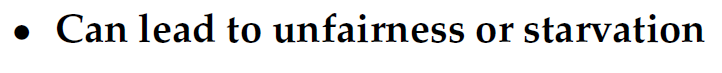 • Can lead to unfairness or starvation